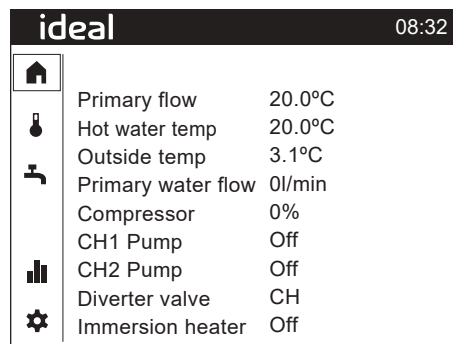 ideal 08:32
Primary flow 20.0ºC
Hot water temp 20.0ºC
Outside temp 3.1ºC
Primary water flow 0l/min
Compressor 0%
CH1 Pump Off
CH2 Pump Off
Diverter valve CH
Immersion heater Off